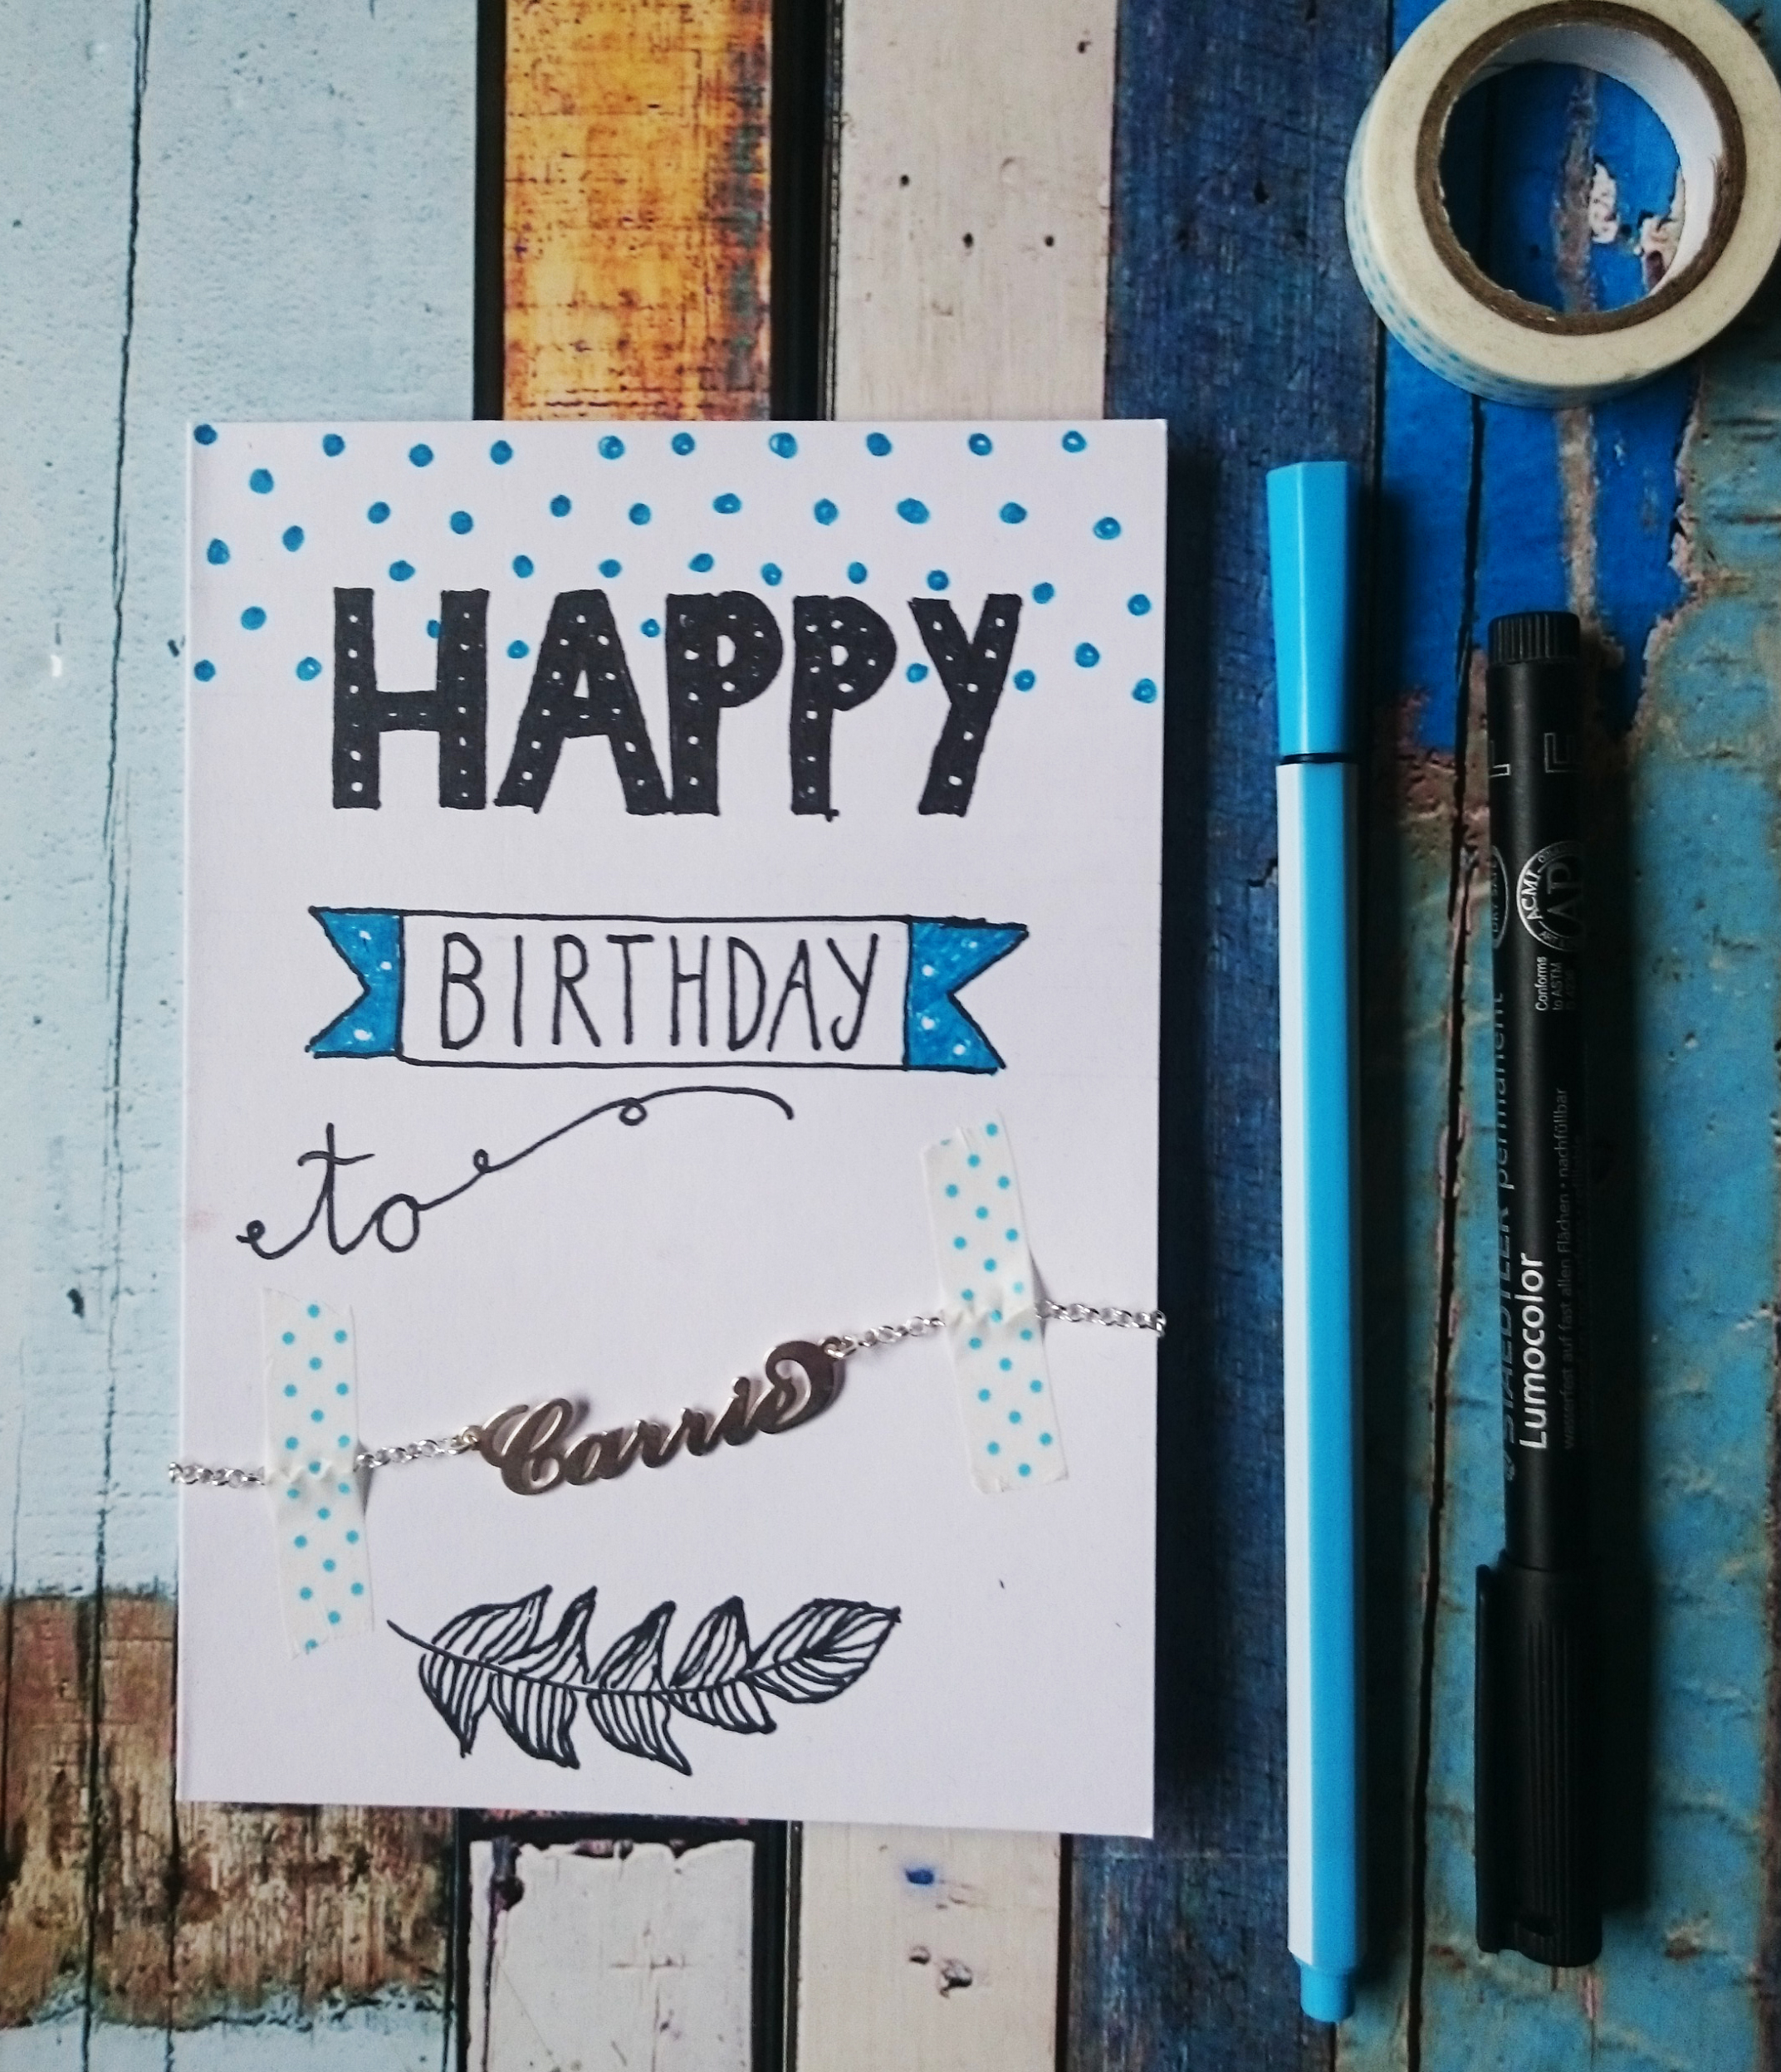 HAPPY
BIRTHDAY
to
Carrie
ACMI
AP
Conforms
to ASTM
STAEDTLER permanent
Lumocolor
wasserfest auf fast allen Flächen • nachfüllbar